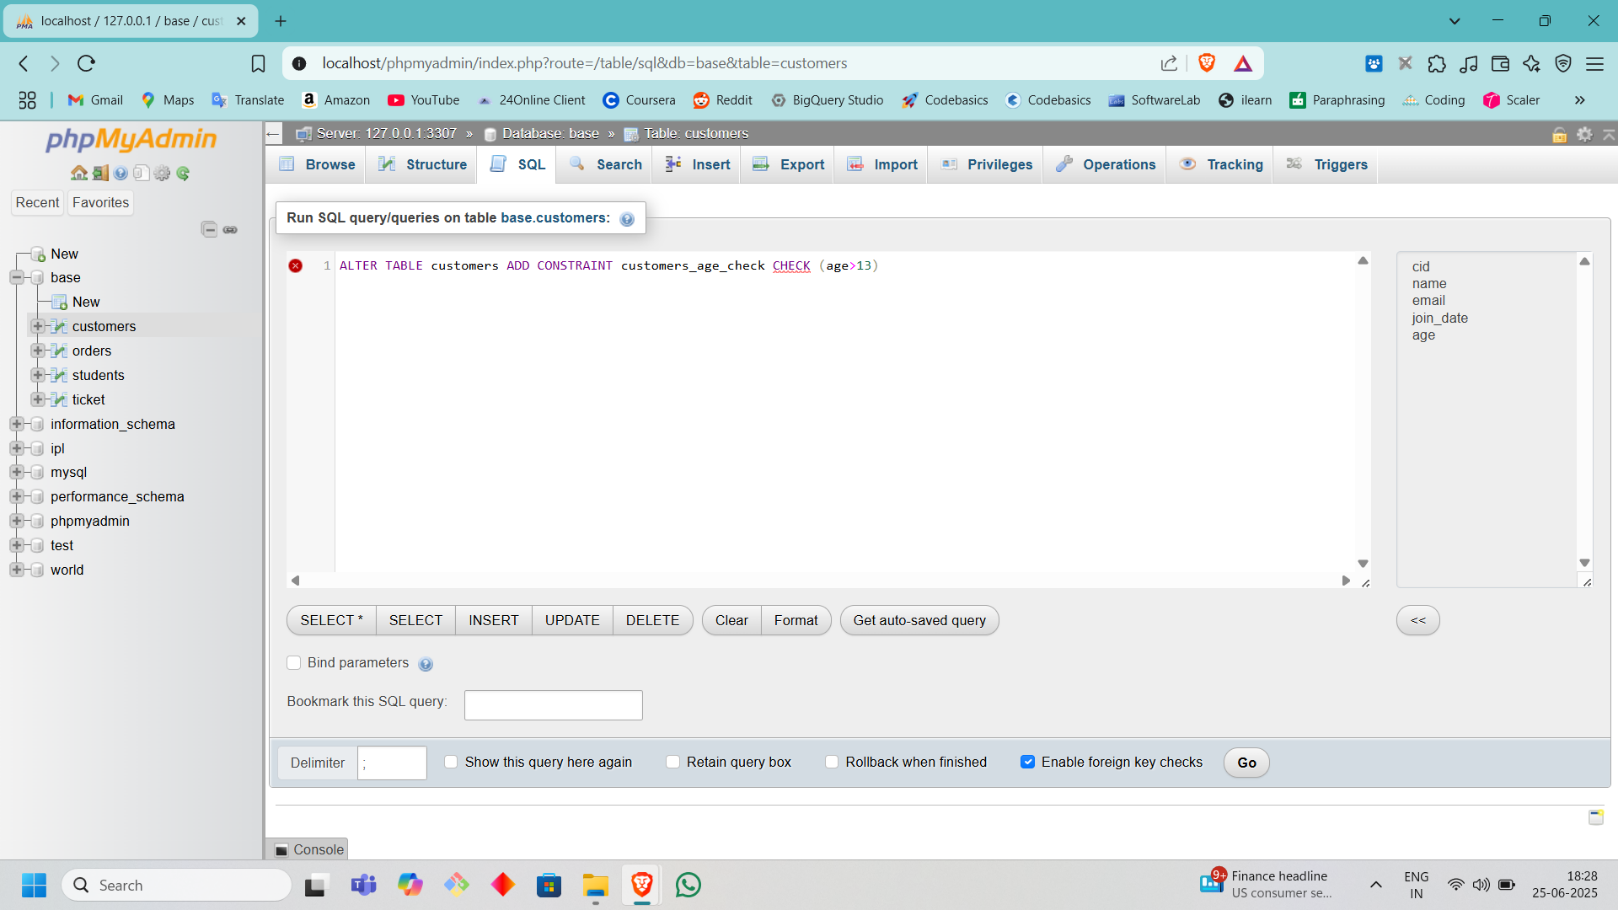 localhost / 127.0.0.1 / base / cust
localhost/phpmyadmin/index.php?route=/table/sql&db=base&table=customers
Gmail
Maps
Translate
Amazon
YouTube
24Online Client
Coursera
Reddit
BigQuery Studio
Codebasics
Codebasics
SoftwareLab
ilearn
Paraphrasing
Coding
Scaler
»
phpMyAdmin
Server: 127.0.0.1:3307 » Database: base » Table: customers
Browse
Structure
SQL
Search
Insert
Export
Import
Privileges
Operations
Tracking
Triggers
Recent
Favorites
New
base
New
customers
orders
students
ticket
information_schema
ipl
mysql
performance_schema
phpmyadmin
test
world
Run SQL query/queries on table base.customers:
1 ALTER TABLE customers ADD CONSTRAINT customers_age_check CHECK (age>13)
cid
name
email
join_date
age
SELECT *
SELECT
INSERT
UPDATE
DELETE
Clear
Format
Get auto-saved query
<<
Bind parameters
Bookmark this SQL query:
Delimiter
;
Show this query here again
Retain query box
Rollback when finished
Enable foreign key checks
Go
Console
Search
9+
Finance headline
US consumer se...
ENG
IN
18:28
25-06-2025